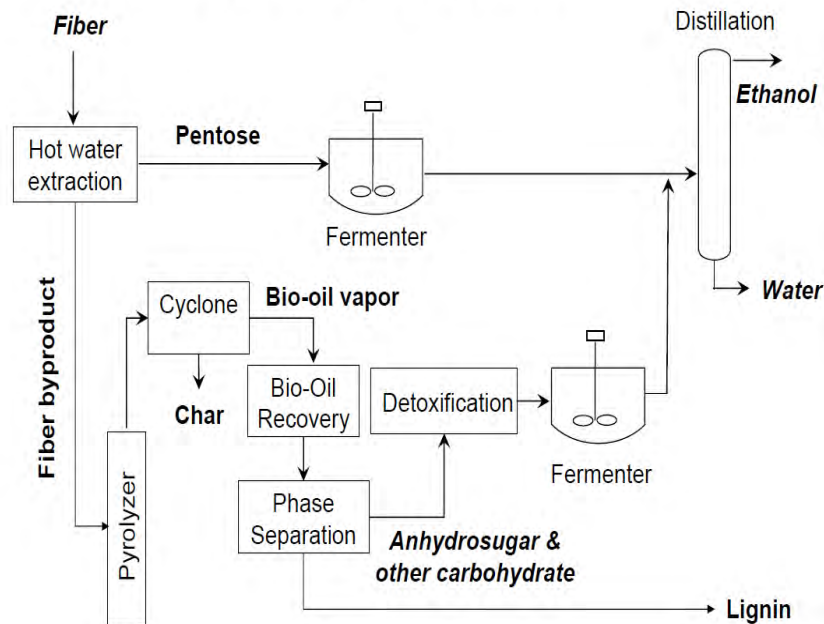 Fiber
Distillation
Ethanol
Hot water
extraction
Pentose
Fermenter
Water
Fiber byproduct
Cyclone
Bio-oil vapor
Char
Bio-Oil
Recovery
Detoxification
Fermenter
Pyrolyzer
Phase
Separation
Anhydrosugar &
other carbohydrate
Lignin